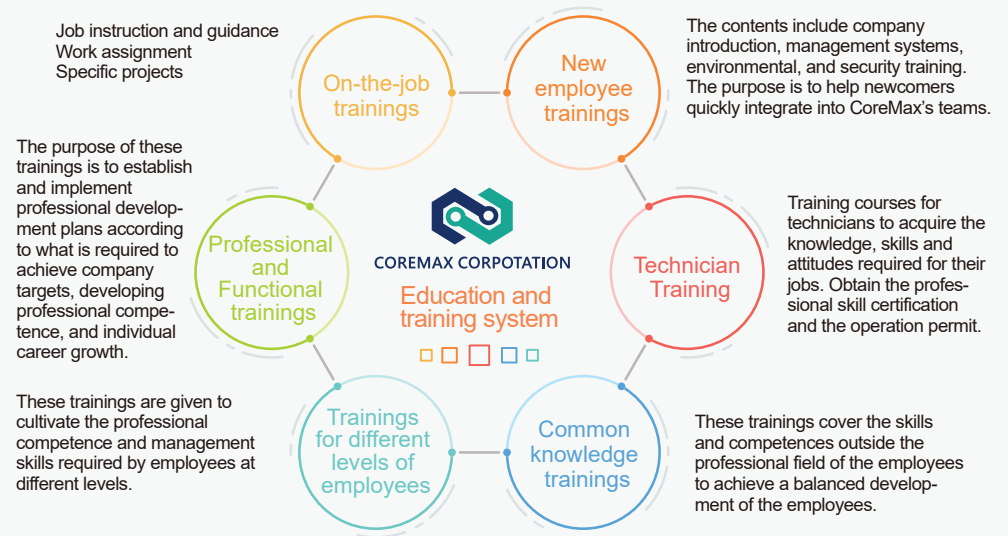 Job instruction and guidance
Work assignment
Specific projects
On-the-job
trainings
New
employee
trainings
The contents include company
introduction, management systems,
environmental, and security training.
The purpose is to help newcomers
quickly integrate into CoreMax's teams.
The purpose of these
trainings is to establish
and implement
professional develop-
ment plans according
to what is required to
achieve company
targets, developing
professional compe-
tence, and individual
career growth.
Professional
and
Functional
trainings
COREMAX CORPOTATION
Education and
training system
Technician
Training
Training courses for
technicians to acquire the
knowledge, skills and
attitudes required for their
jobs. Obtain the profes-
sional skill certification
and the operation permit.
These trainings are given to
cultivate the professional
competence and management
skills required by employees at
different levels.
Trainings
for different
levels of
employees
Common
knowledge
trainings
These trainings cover the skills
and competences outside the
professional field of the employees
to achieve a balanced develop-
ment of the employees.